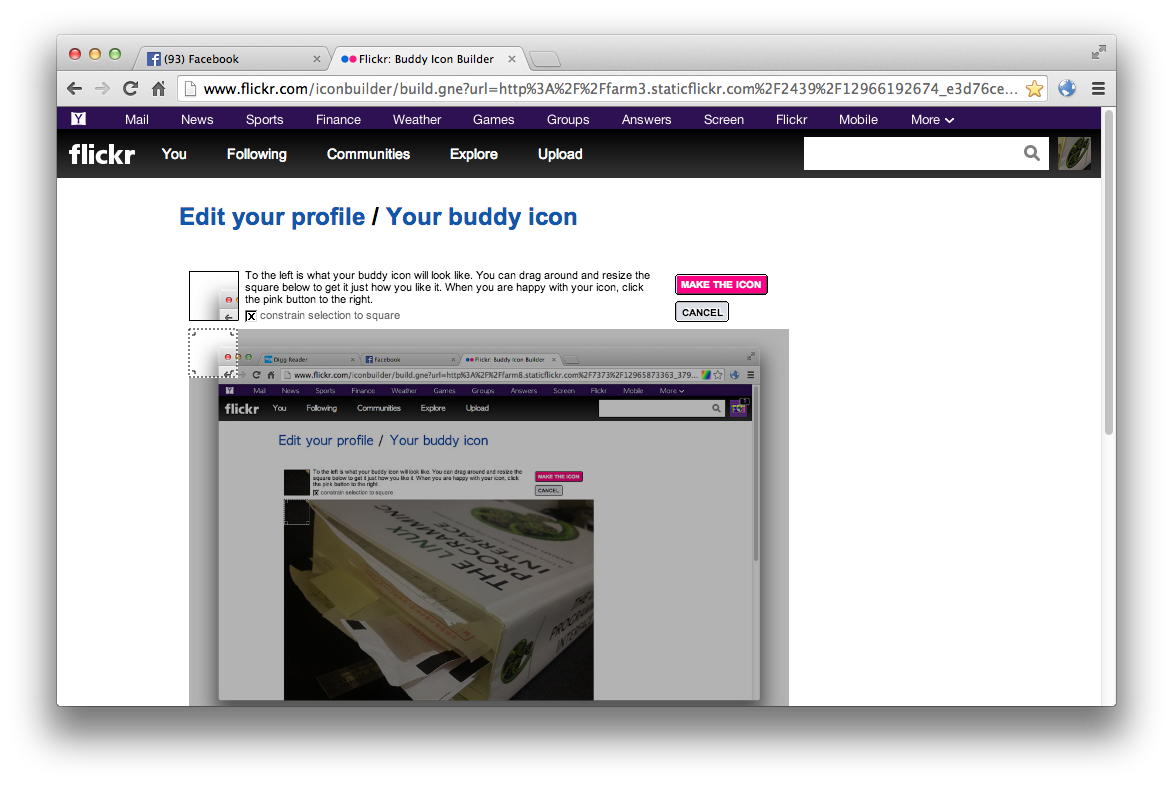 (93) Facebook
Flickr: Buddy Icon Builder
www.flickr.com/iconbuilder/build.gne?url=http%3A%2F%2Ffarm3.staticflickr.com%2F2439%2F12966192674_e3d76ce...
Y Mail News Sports Finance Weather Games Groups Answers Screen Flickr Mobile More
flickr You Following Communities Explore Upload
Edit your profile / Your buddy icon
To the left is what your buddy icon will look like. You can drag around and resize the
square below to get it just how you like it. When you are happy with your icon, click
the pink button to the right.
constrain selection to square
MAKE THE ICON
CANCEL
Digg Reader
Facebook
Flickr: Buddy Icon Builder
www.flickr.com/iconbuilder/build.gne?url=http%3A%2F%2Ffarm8.staticflickr.com%2F7373%2F12965873363_379...
Y Mail News Sports Finance Weather Games Groups Answers Screen Flickr Mobile More
flickr You Following Communities Explore Upload
1
Edit your profile / Your buddy icon
To the left is what your buddy icon will look like. You can drag around and resize the
square below to get it just how you like it. When you are happy with your icon, click
the pink button to the right.
constrain selection to square
MAKE THE ICON
CANCEL
THE LINUX
PROGRAMMING
INTERFACE
THE
PROGRAMMING
INTERFACE